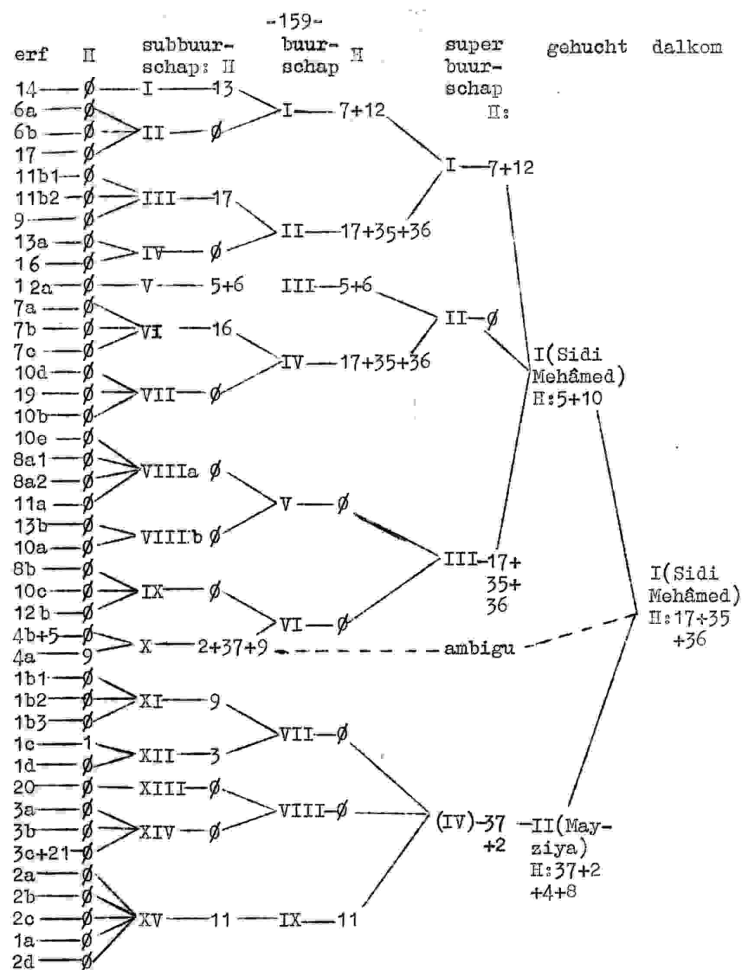 -159-
erf H subbuur- schap: H buur- schap H super buur- schap H: gehucht dalkom
14 Ø I 13
6a Ø I 7+12
6b Ø II Ø
17 Ø
11b1 Ø I 7+12
11b2 Ø III 17
9 Ø
13a Ø II 17+35+36
16 Ø IV Ø
12a Ø V 5+6 III 5+6
7a Ø II Ø
7b Ø VI 16
7c Ø IV 17+35+36 I(Sidi
10d Ø Mehâmed)
19 Ø VII Ø H:5+10
10b Ø
10e Ø
8a1 Ø VIIIa Ø
8a2 Ø
11a Ø V Ø
13b Ø VIIIb Ø
10a Ø
8b Ø III 17+
10c Ø IX Ø 35+ I(Sidi
12b Ø 36 Mehâmed)
4b+5 Ø VI Ø H:17+35
4a 9 X 2+37+9 ambigu +36
1b1 Ø
1b2 Ø XI 9
1b3 Ø
1c 1 VII Ø
1d Ø XII 3
20 Ø XIII Ø
3a Ø VIII Ø
3b Ø XIV Ø (IV) 37 II(May-
3c+21 Ø +2 ziya)
2a Ø H:37+2
2b Ø +4+8
2c Ø XV 11 IX 11
1a Ø
2d Ø